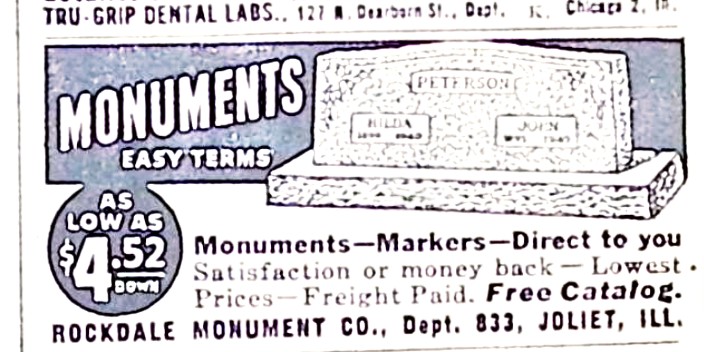 TRU-GRIP DENTAL LABS., 127 N. Dearborn St., Dept. K, Chicago 2, Ill.
MONUMENTS
EASY TERMS
PETERSON
HILDA
JOHN
AS
LOW AS
$4.52
DOWN
Monuments—Markers—Direct to you
Satisfaction or money back — Lowest
Prices—Freight Paid. Free Catalog.
ROCKDALE MONUMENT CO., Dept. 833, JOLIET, ILL.